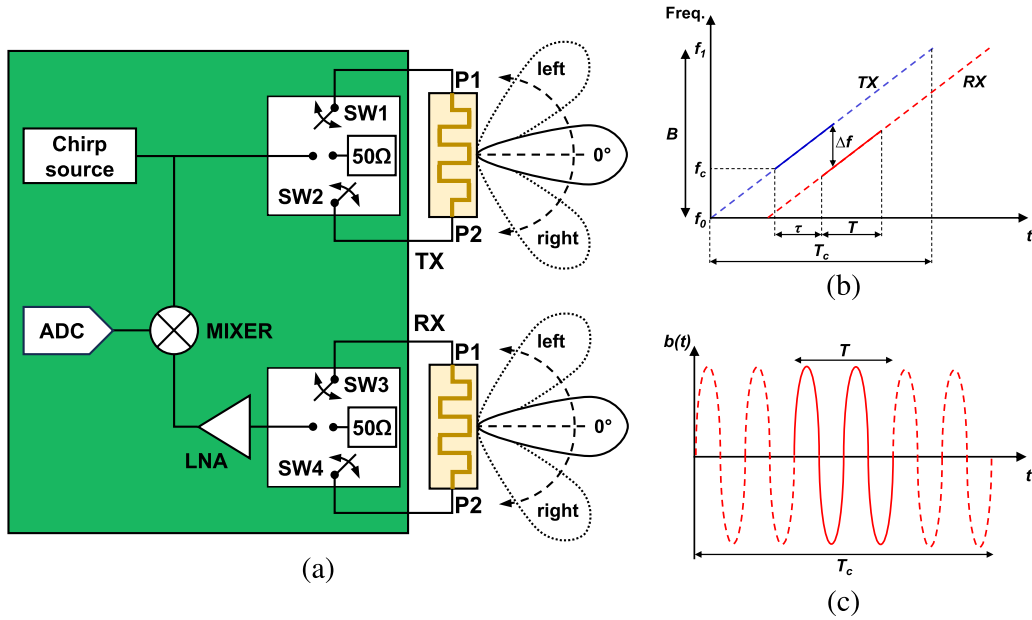 Chirp
source
SW1
50Ω
SW2
P1
P2
left
0°
right
TX
ADC
MIXER
LNA
RX
SW3
50Ω
SW4
P1
P2
left
0°
right
(a)
Freq.
f1
TX
RX
B
Δf
fc
f0
τ
T
t
Tc
(b)
b(t)
T
t
Tc
(c)